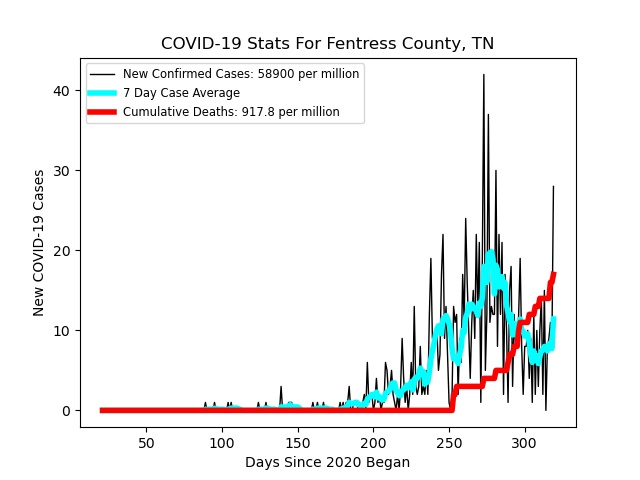 COVID-19 Stats For Fentress County, TN
New Confirmed Cases: 58900 per million
7 Day Case Average
Cumulative Deaths: 917.8 per million
New COVID-19 Cases
40
30
20
10
0
50 100 150 200 250 300
Days Since 2020 Began